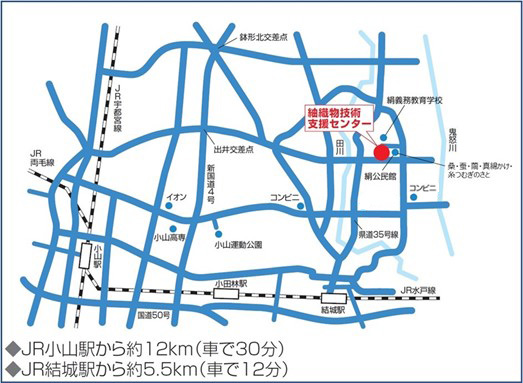 鉢形北交差点
JR宇都宮線
絹義務教育学校
紬織物技術
支援センター
鬼怒川
出井交差点
田川
JR
両毛線
新国道4号
絹公民館
桑・蚕・繭・真綿かけ・
糸つむぎのさと
イオン
コンビニ
コンビニ
小山高専
小山運動公園
県道35号線
小山駅
小田林駅
結城駅
JR水戸線
国道50号
◆JR小山駅から約12km(車で30分)
◆JR結城駅から約5.5km(車で12分)